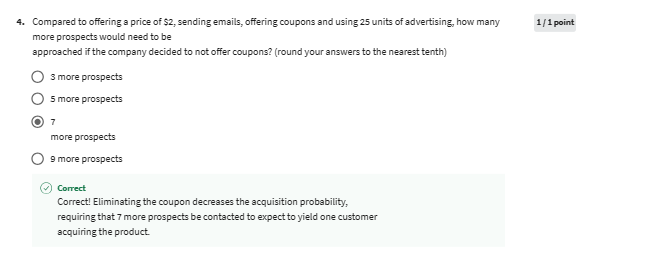 4. Compared to offering a price of $2, sending emails, offering coupons and using 25 units of advertising, how many
1 / 1 point
more prospects would need to be
approached if the company decided to not offer coupons? (round your answers to the nearest tenth)
3 more prospects
5 more prospects
7
more prospects
9 more prospects
Correct
Correct! Eliminating the coupon decreases the acquisition probability,
requiring that 7 more prospects be contacted to expect to yield one customer
acquiring the product.